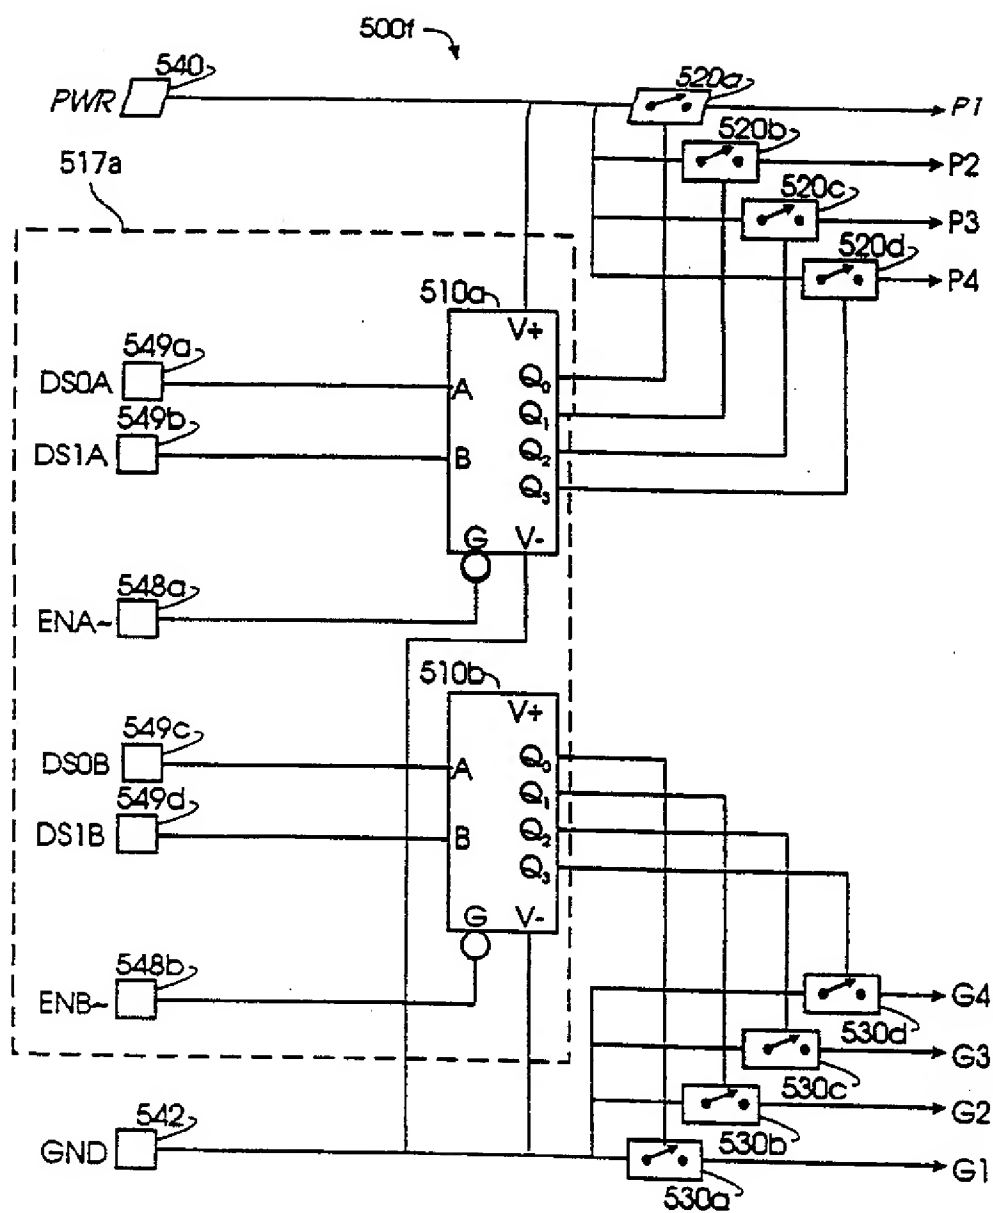 500f
540
PWR
520a
P1
520b
P2
517a
520c
P3
520d
P4
510a
V+
549a
DS0A
A
Q0
549b
Q1
DS1A
B
Q2
Q3
G
V-
548a
ENA~
510b
V+
549c
DS0B
A
Q0
549d
Q1
DS1B
B
Q2
Q3
G
V-
548b
ENB~
G4
530d
G3
530c
542
G2
530b
GND
G1
530a